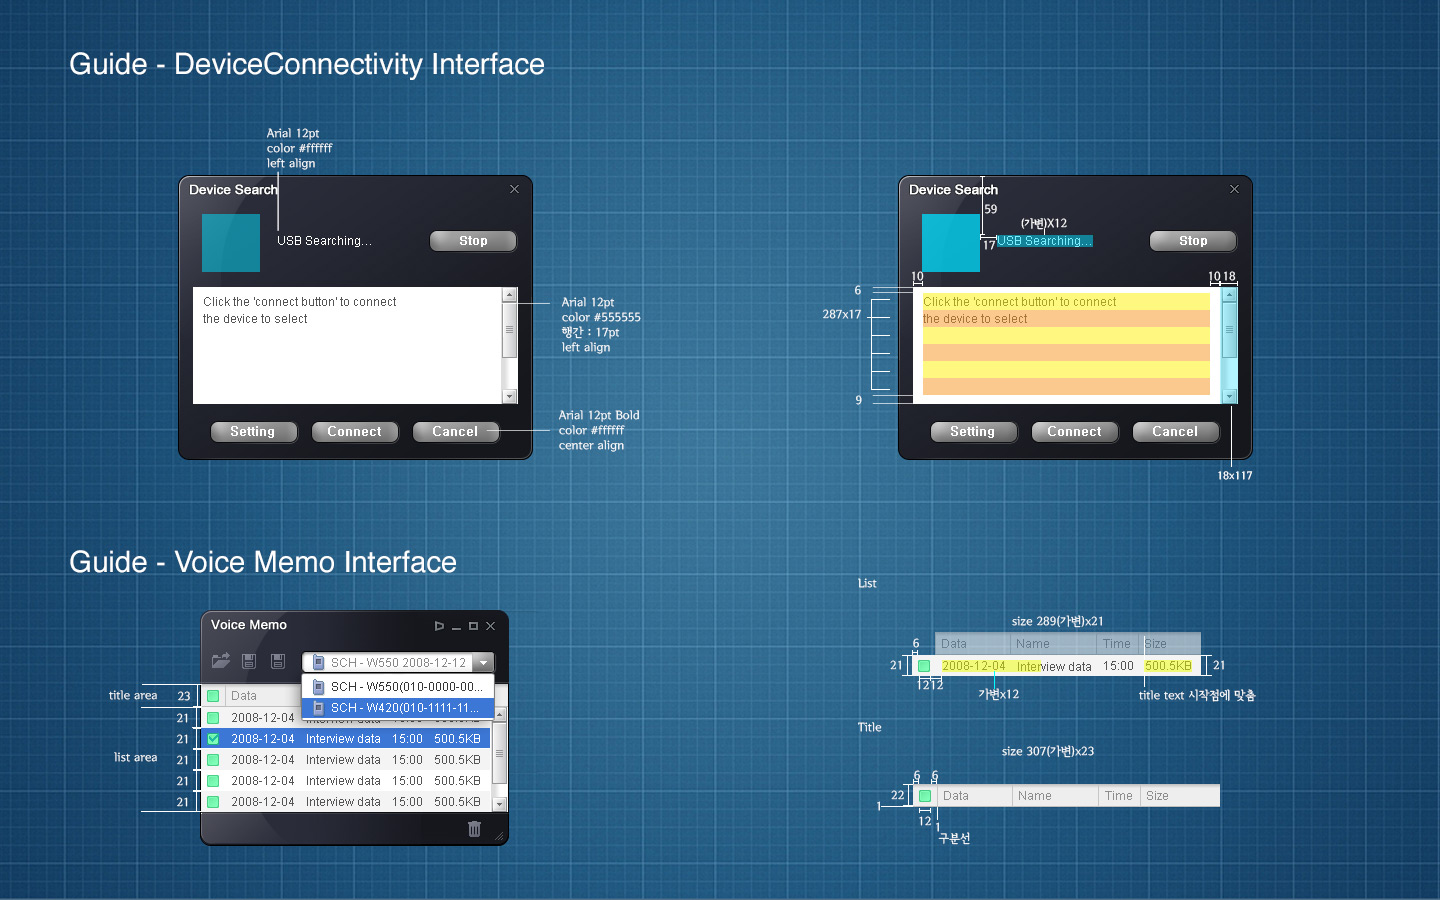 Guide - DeviceConnectivity Interface
Arial 12pt
color #ffffff
left align
Device Search
USB Searching...
Stop
Click the 'connect button' to connect
the device to select
Setting
Connect
Cancel
Arial 12pt
color #555555
행간 : 17pt
left align
Arial 12pt Bold
color #ffffff
center align
Device Search
59
(가변)X12
17
USB Searching...
Stop
10
10 18
6
287x17
9
Click the 'connect button' to connect
the device to select
Setting
Connect
Cancel
18x117
Guide - Voice Memo Interface
Voice Memo
SCH - W550 2008-12-12
SCH - W550(010-0000-00...
SCH - W420(010-1111-11...
title area 23
Data
21 2008-12-04 Interview data 15:00 500.5KB
21 2008-12-04 Interview data 15:00 500.5KB
list area
21 2008-12-04 Interview data 15:00 500.5KB
21 2008-12-04 Interview data 15:00 500.5KB
21 2008-12-04 Interview data 15:00 500.5KB
List
size 289(가변)x21
6
Data Name Time Size
21 2008-12-04 Interview data 15:00 500.5KB 21
12 12
가변x12
title text 시작점에 맞춤
Title
size 307(가변)x23
6 6
22 Data Name Time Size
1
12
1
구분선